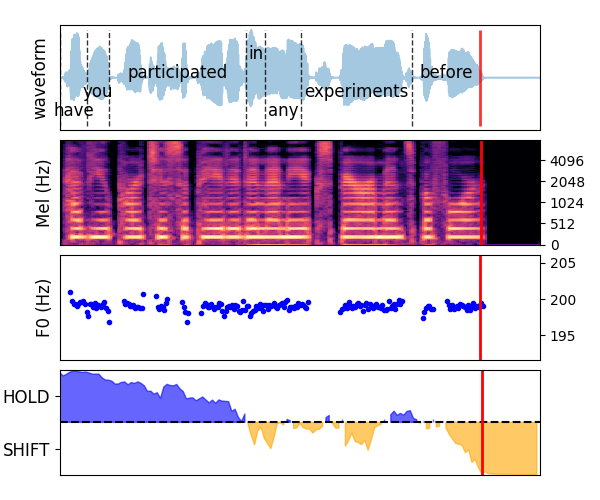 waveform
have
you
participated
in
any
experiments
before
Mel (Hz)
4096
2048
1024
512
0
F0 (Hz)
205
200
195
HOLD
SHIFT